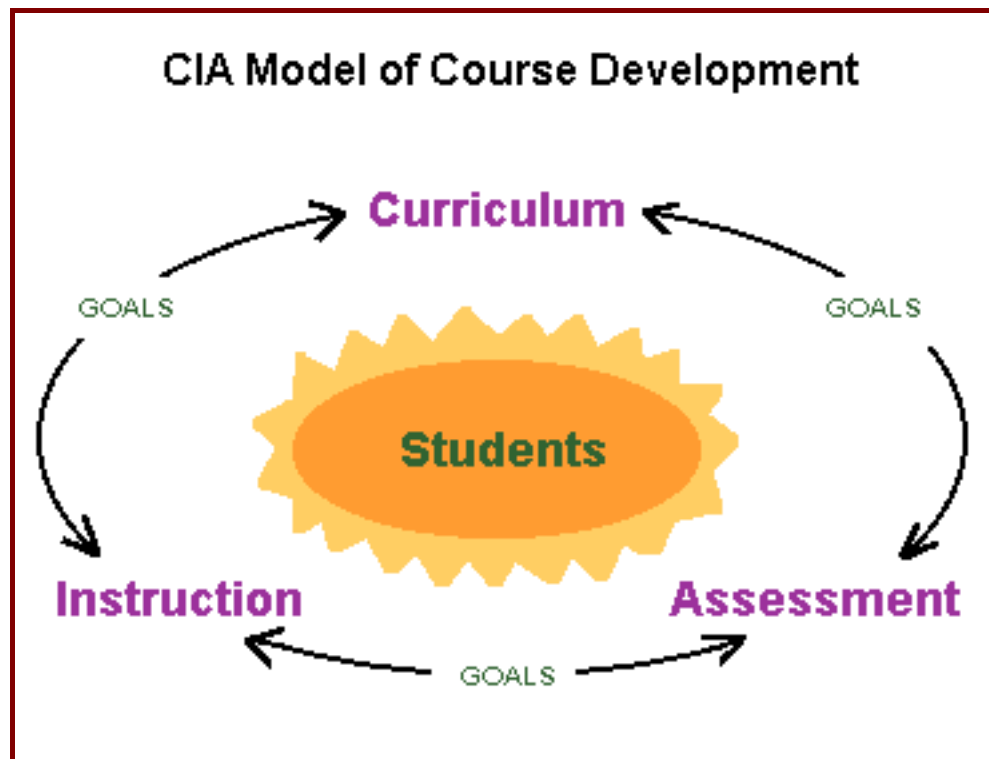 CIA Model of Course Development
Curriculum
GOALS
GOALS
Students
Instruction
Assessment
GOALS